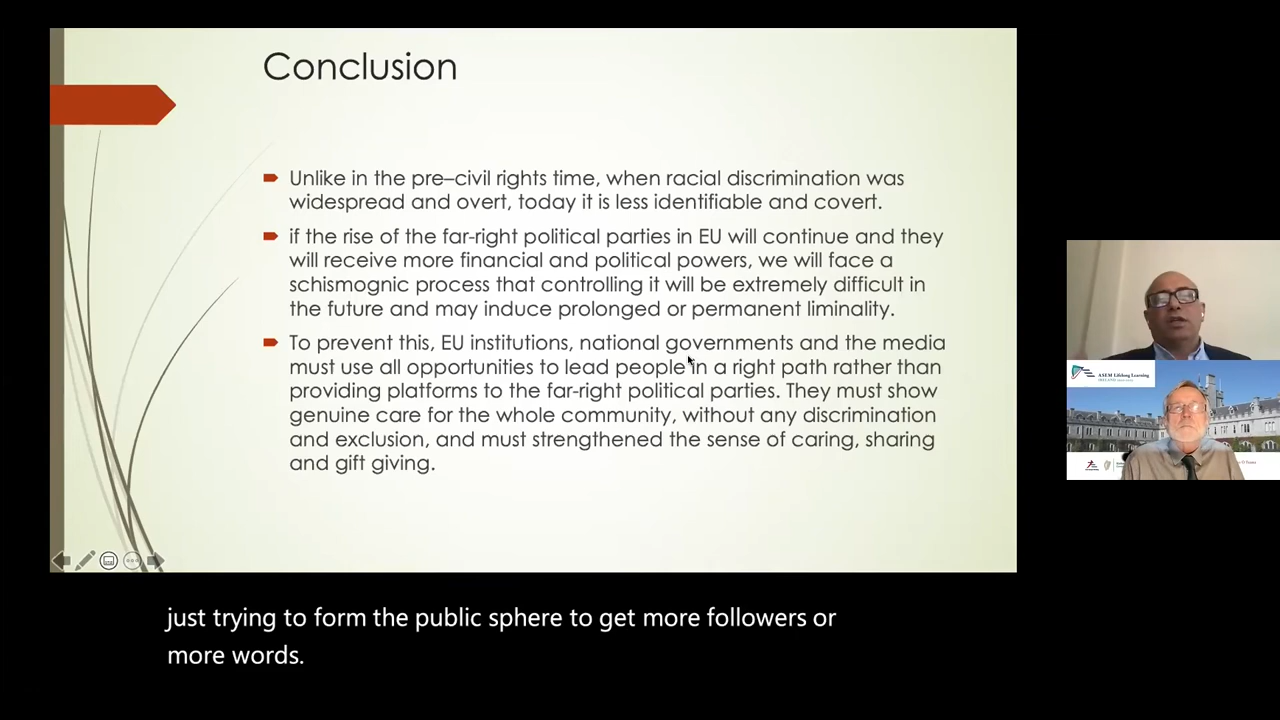 Conclusion
Unlike in the pre–civil rights time, when racial discrimination was
widespread and overt, today it is less identifiable and covert.
if the rise of the far-right political parties in EU will continue and they
will receive more financial and political powers, we will face a
schismognic process that controlling it will be extremely difficult in
the future and may induce prolonged or permanent liminality.
To prevent this, EU institutions, national governments and the media
must use all opportunities to lead people in a right path rather than
providing platforms to the far-right political parties. They must show
genuine care for the whole community, without any discrimination
and exclusion, and must strengthened the sense of caring, sharing
and gift giving.
ASEM Lifelong Learning
just trying to form the public sphere to get more followers or
more words.